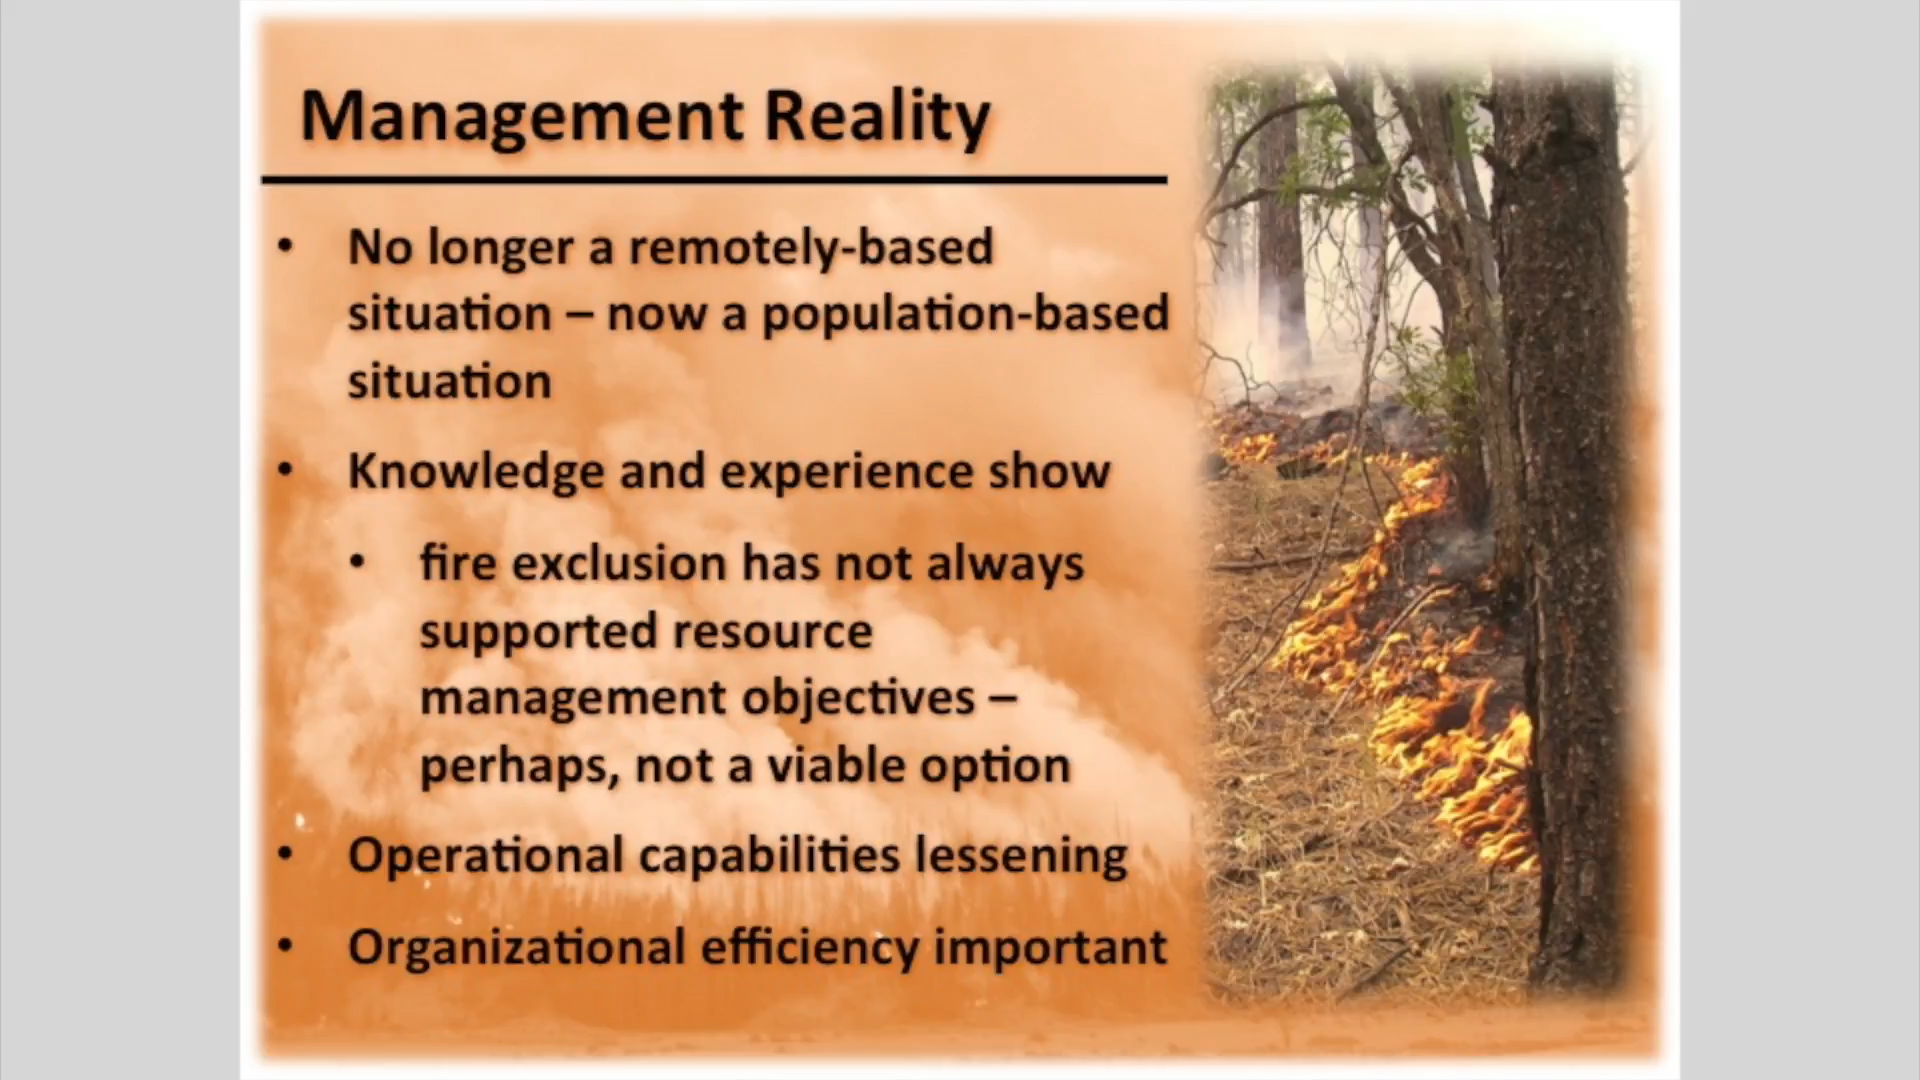 Management Reality
• No longer a remotely-based
situation – now a population-based
situation
• Knowledge and experience show
• fire exclusion has not always
supported resource
management objectives –
perhaps, not a viable option
• Operational capabilities lessening
• Organizational efficiency important